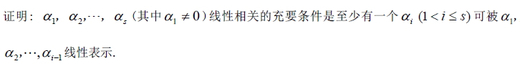 证明：α₁，α₂,⋯，αₛ (其中α₁ ≠ 0) 线性相关的充要条件是至少有一个αᵢ (1 < i ≤ s) 可被α₁,
α₂,⋯,αᵢ₋₁线性表示.